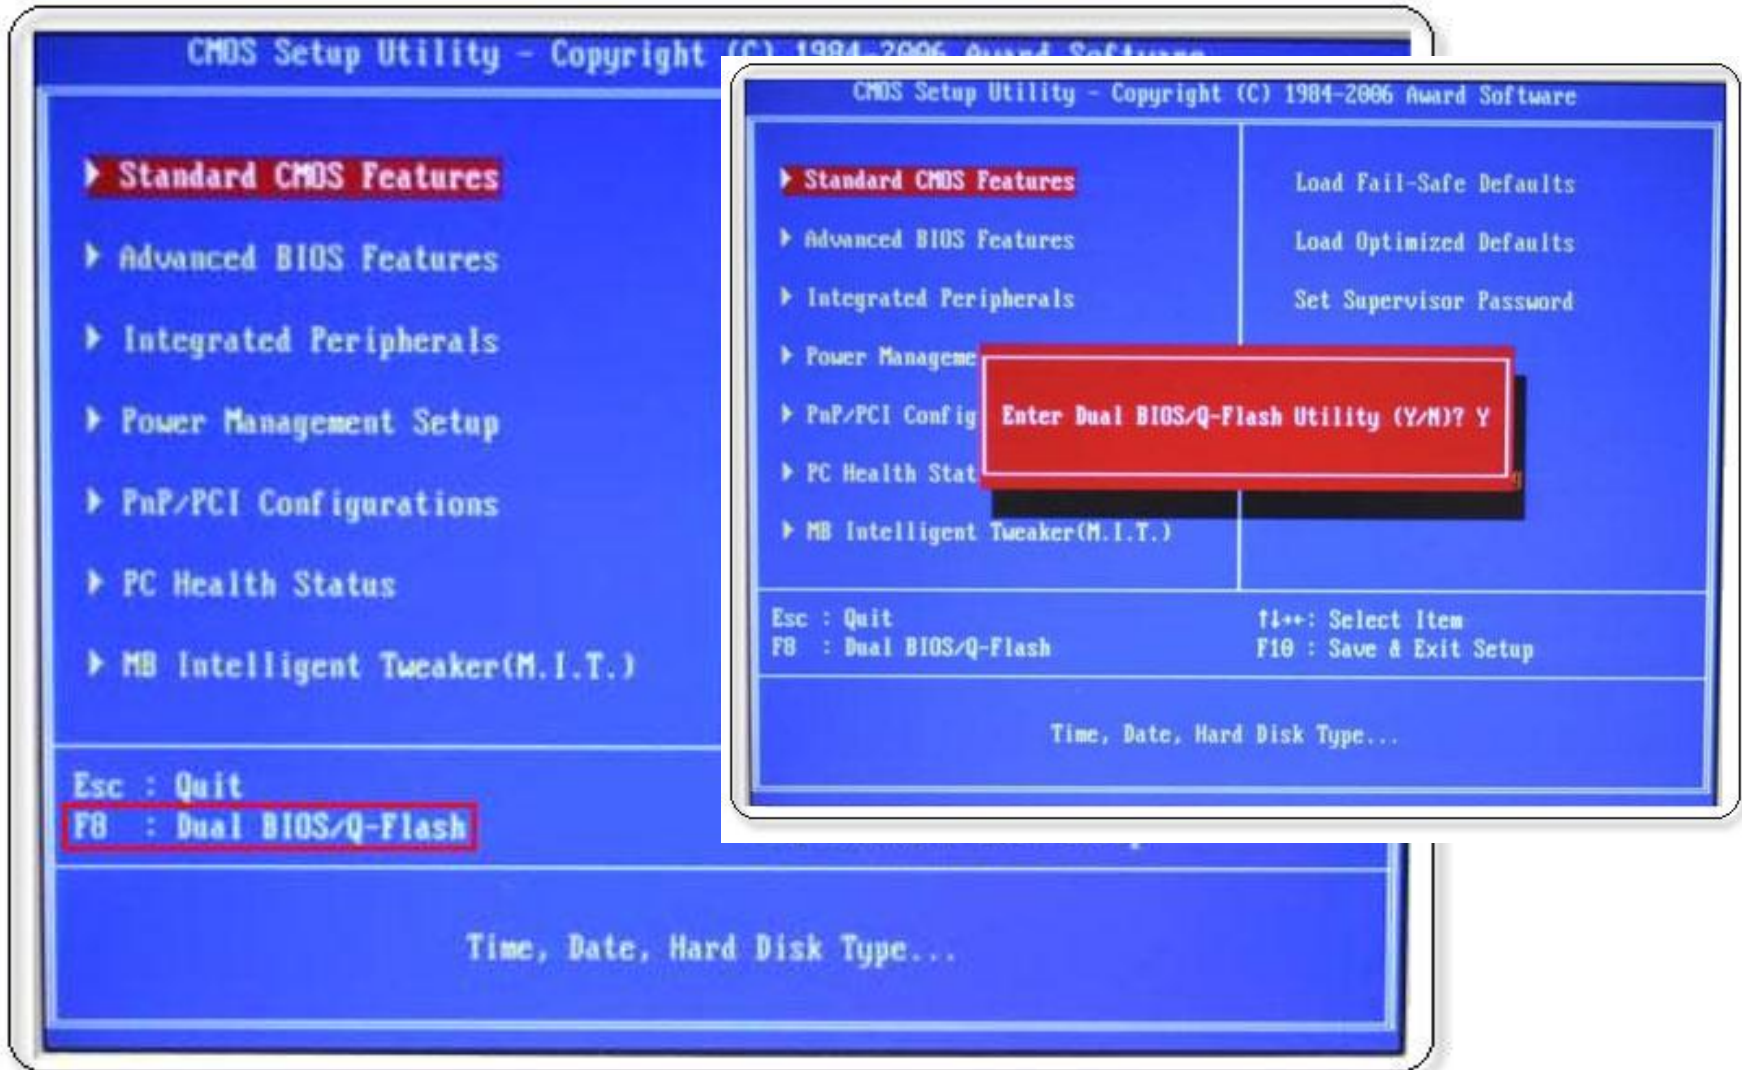 CMOS Setup Utility - Copyright (C) 1984-2006 Award Software
Standard CMOS Features
Advanced BIOS Features
Integrated Peripherals
Power Management Setup
PnP/PCI Configurations
PC Health Status
MB Intelligent Tweaker(M.I.T.)
Esc : Quit
F8 : Dual BIOS/Q-Flash
Time, Date, Hard Disk Type...
CMOS Setup Utility - Copyright (C) 1984-2006 Award Software
Standard CMOS Features
Load Fail-Safe Defaults
Advanced BIOS Features
Load Optimized Defaults
Integrated Peripherals
Set Supervisor Password
Power Manageme
PnP/PCI Config
Enter Dual BIOS/Q-Flash Utility (Y/N)? Y
PC Health Stat
MB Intelligent Tweaker(M.I.T.)
Esc : Quit
↑↓→←: Select Item
F8 : Dual BIOS/Q-Flash
F10 : Save & Exit Setup
Time, Date, Hard Disk Type...